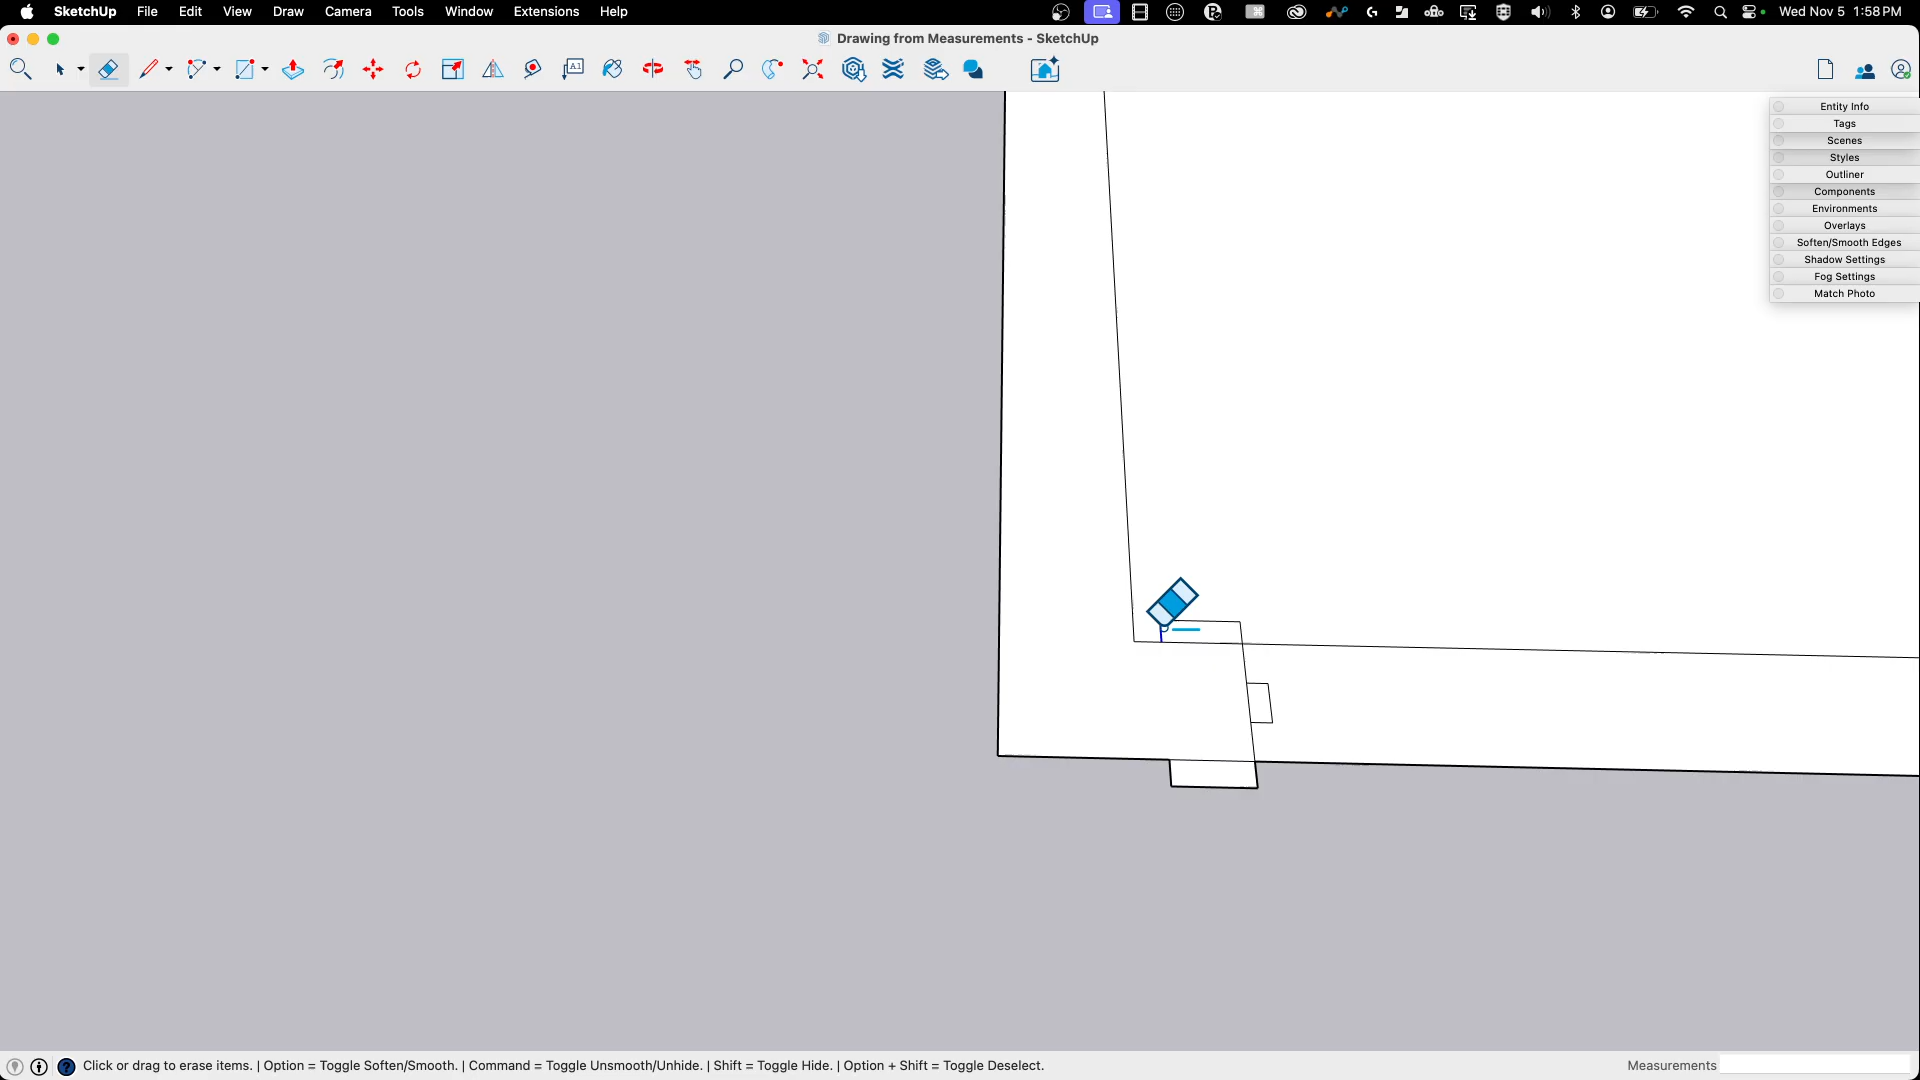 SketchUp File Edit View Draw Camera Tools Window Extensions Help Wed Nov 5 1:58 PM
Drawing from Measurements - SketchUp
A1
Entity Info
Tags
Scenes
Styles
Outliner
Components
Environments
Overlays
Soften/Smooth Edges
Shadow Settings
Fog Settings
Match Photo
Click or drag to erase items. | Option = Toggle Soften/Smooth. | Command = Toggle Unsmooth/Unhide. | Shift = Toggle Hide. | Option + Shift = Toggle Deselect. Measurements